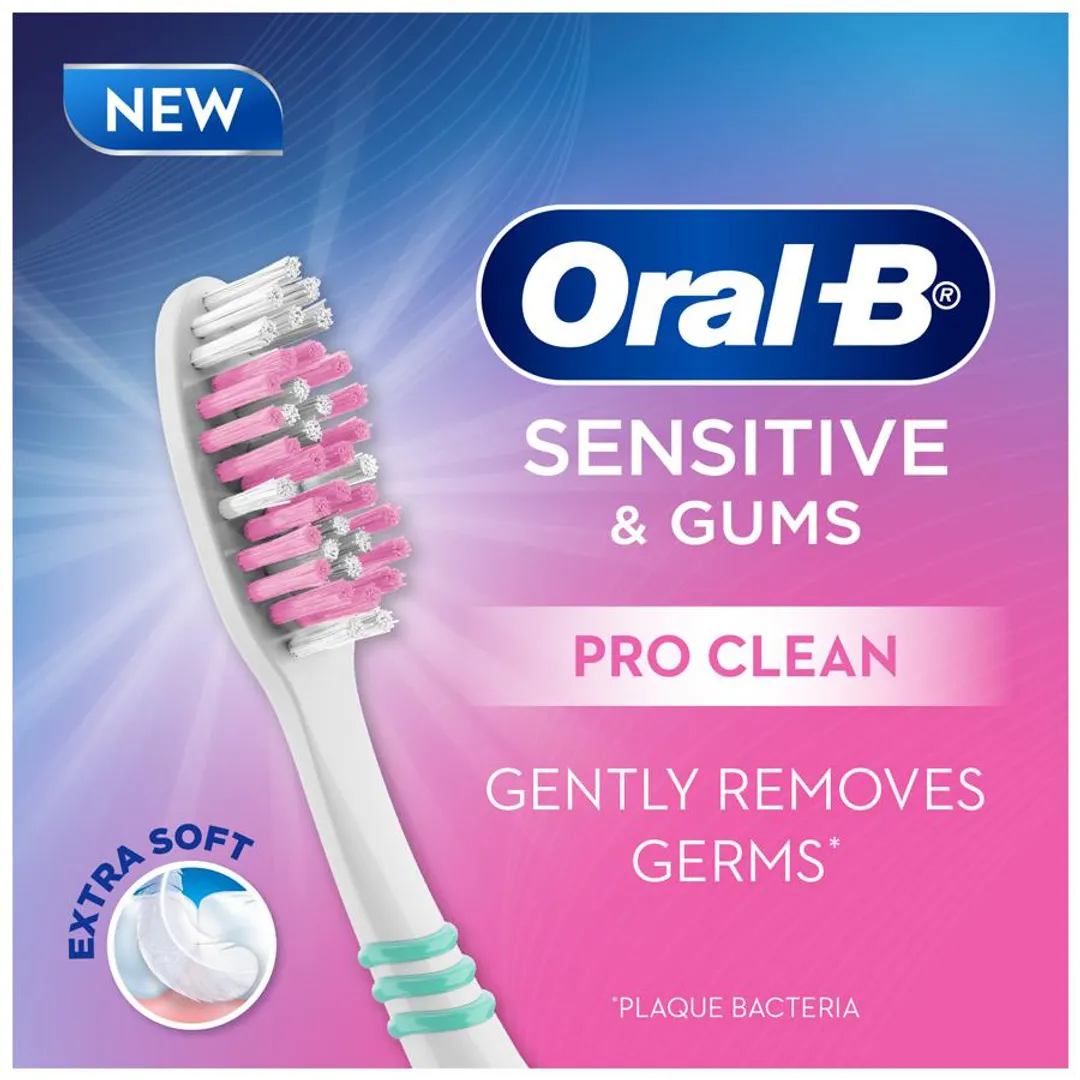 NEW
Oral-B®
SENSITIVE
& GUMS
PRO CLEAN
GENTLY REMOVES
GERMS*
EXTRA SOFT
*PLAQUE BACTERIA